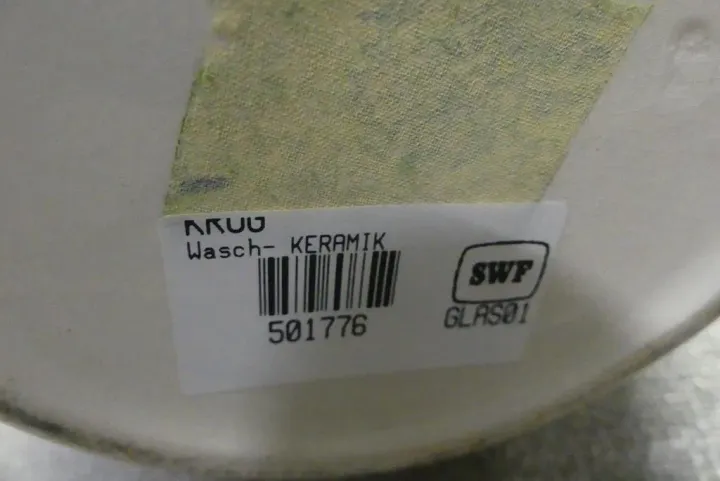 KRUG
Wasch- KERAMIK
SWF
501776
GLAS01